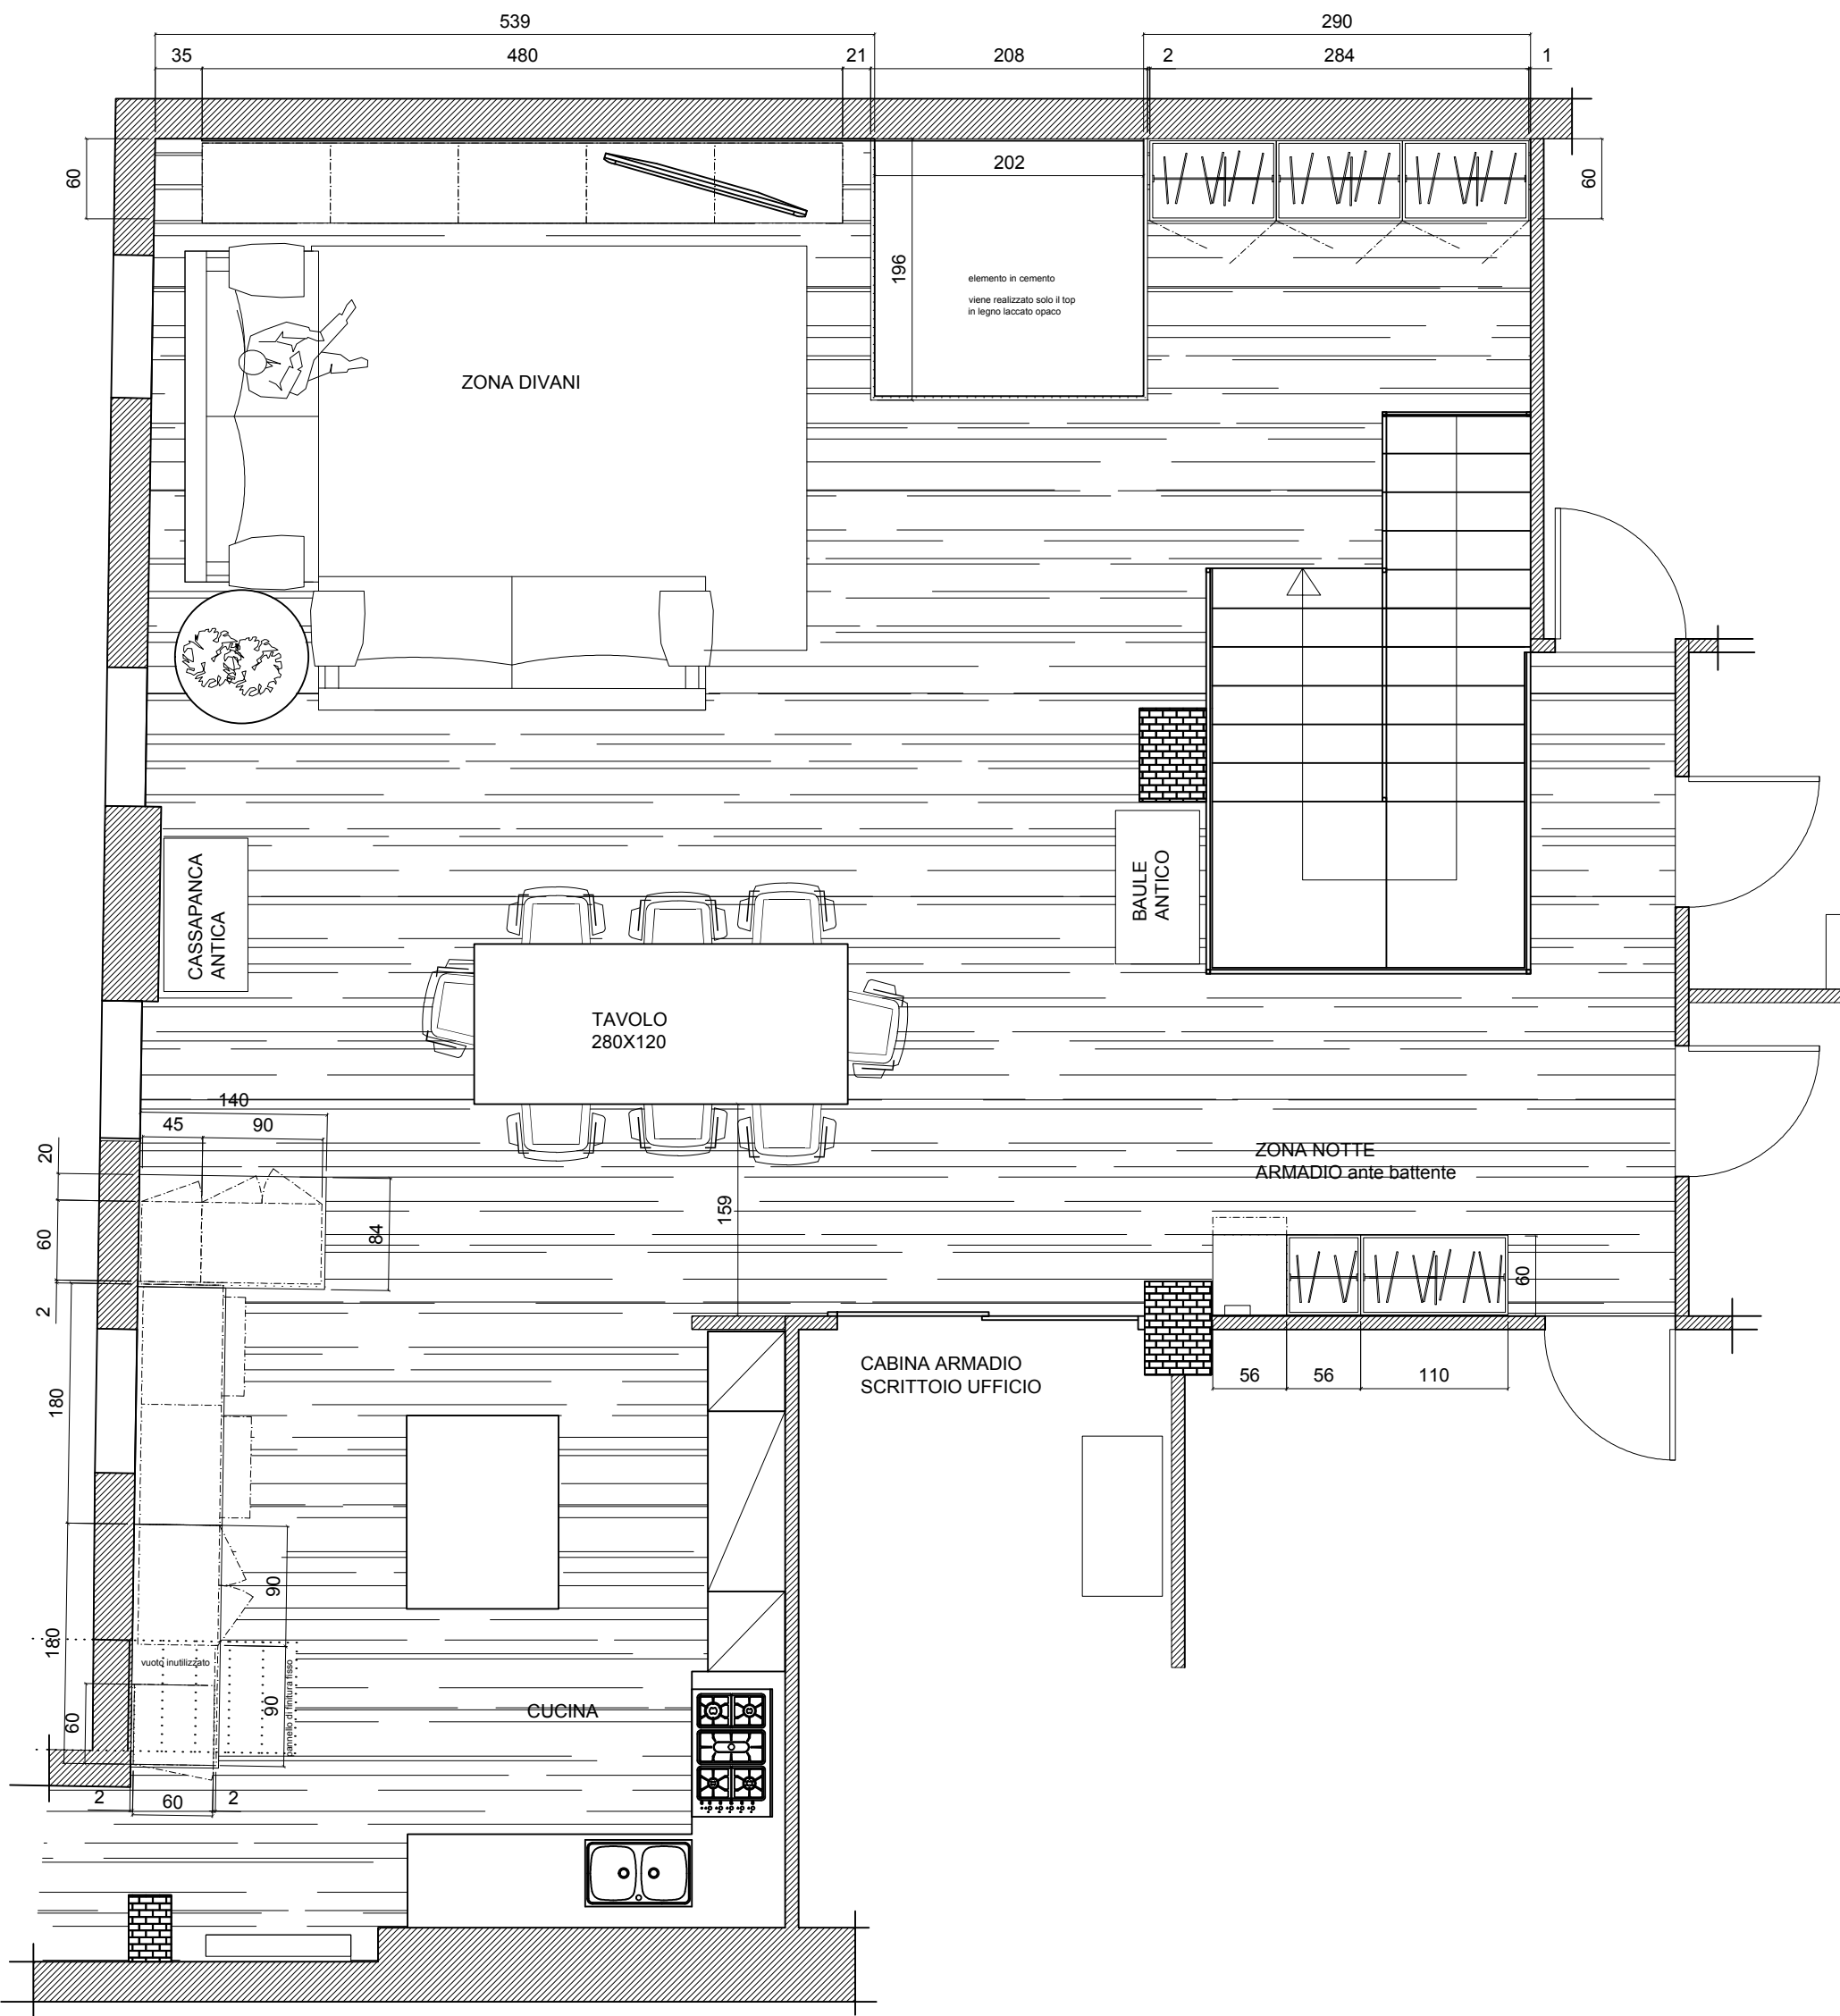 539
290
35
480
21
208
2
284
1
60
202
60
196
elemento in cemento
viene realizzato solo il top
in legno laccato opaco
ZONA DIVANI
CASSAPANCA
ANTICA
BAULE
ANTICO
TAVOLO
280X120
140
45
90
20
60
84
2
159
ZONA NOTTE
ARMADIO ante battente
60
56
56
110
CABINA ARMADIO
SCRITTOIO UFFICIO
180
90
180
vuoto inutilizzato
90
pannello di finitura fisso
60
CUCINA
2
60
2